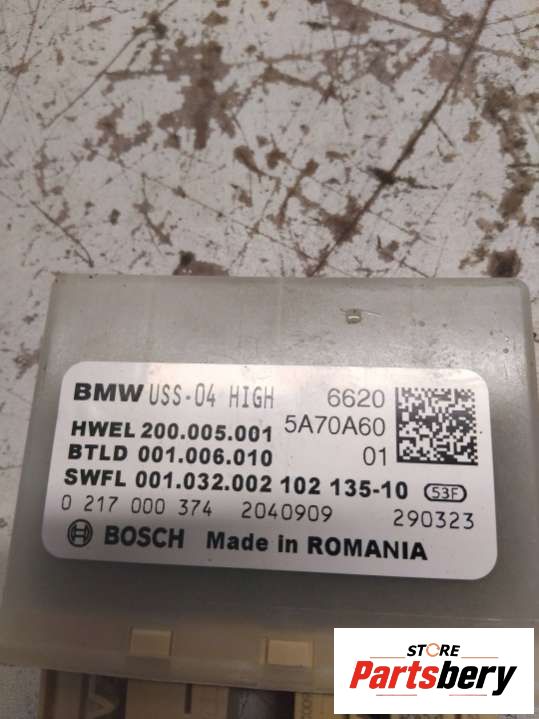 BMW USS-04 HIGH 6620
HWEL 200.005.001 5A70A60
BTLD 001.006.010 01
SWFL 001.032.002 102 135-10 53F
0 217 000 374 2040909 290323
BOSCH Made in ROMANIA
STORE
Partsbery